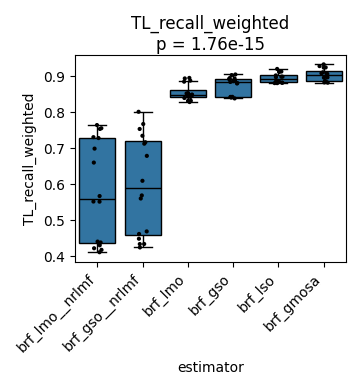 TL_recall_weighted
p = 1.76e-15
TL_recall_weighted
0.9
0.8
0.7
0.6
0.5
0.4
brf_lmo__nrlmf
brf_gso__nrlmf
brf_lmo
brf_gso
brf_lso
brf_gmosa
estimator